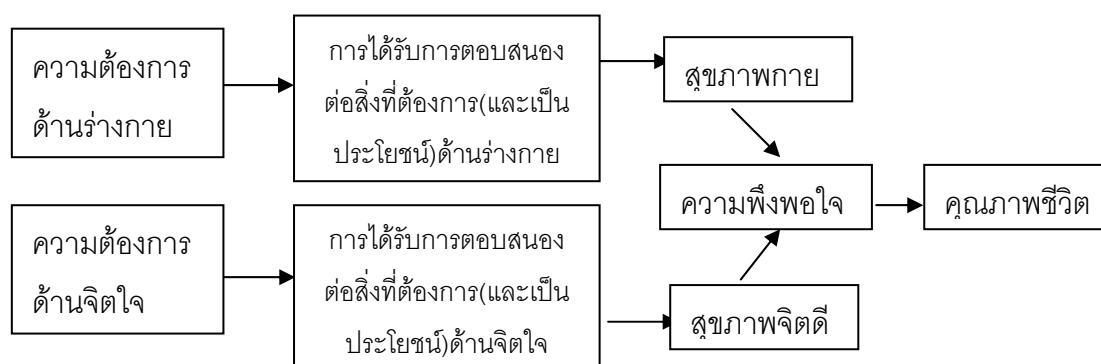 ความต้องการ
ด้านร่างกาย
การได้รับการตอบสนอง
ต่อสิ่งที่ต้องการ(และเป็น
ประโยชน์)ด้านร่างกาย
สุขภาพกาย
ความพึงพอใจ
คุณภาพชีวิต
ความต้องการ
ด้านจิตใจ
การได้รับการตอบสนอง
ต่อสิ่งที่ต้องการ(และเป็น
ประโยชน์)ด้านจิตใจ
สุขภาพจิตดี